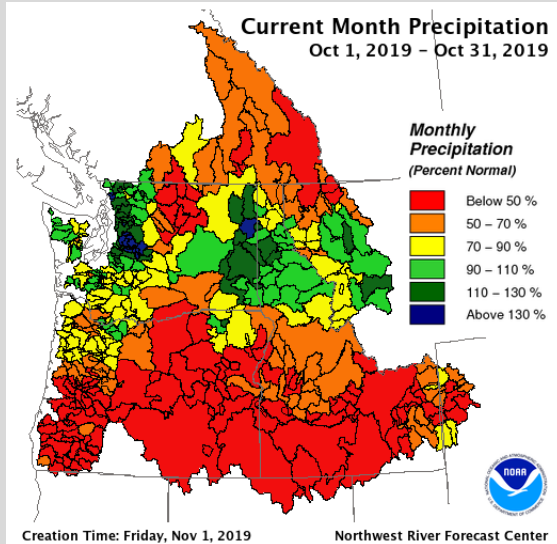 Current Month Precipitation
Oct 1, 2019 – Oct 31, 2019
Monthly
Precipitation
(Percent Normal)
Below 50 %
50 – 70 %
70 – 90 %
90 – 110 %
110 – 130 %
Above 130 %
NOAA
Creation Time: Friday, Nov 1, 2019
Northwest River Forecast Center